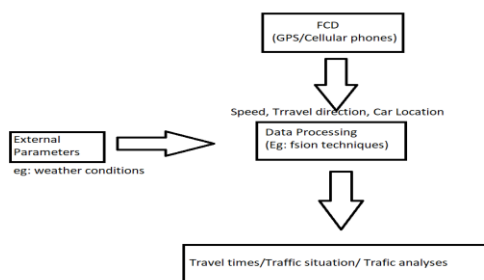 FCD
(GPS/Cellular phones)
Speed, Trravel direction, Car Location
Data Processing
(Eg: fsion techniques)
External
Parameters
eg: weather conditions
Travel times/Traffic situation/ Trafic analyses